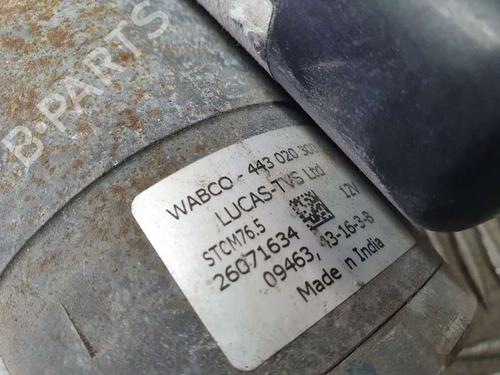 B-PARTS
WABCO - 443 020 30
LUCAS-TVS Ltd
STCM76.5 12V
26071634
09463, 43-16-3-8
Made in India